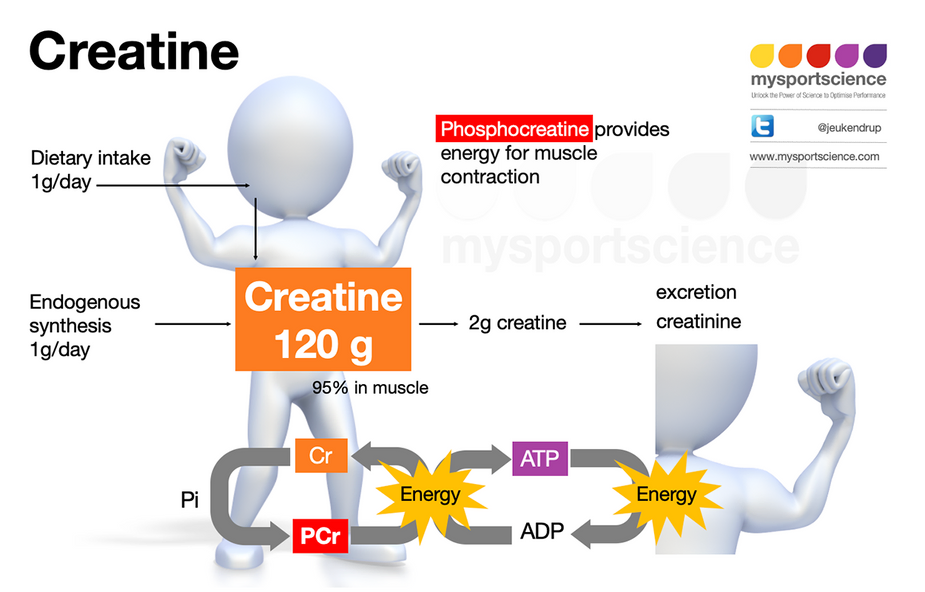 Creatine
mysportscience
Unlock the Power of Science to Optimise Performance
@jeukendrup
www.mysportscience.com
Phosphocreatine provides
energy for muscle
contraction
Dietary intake
1g/day
mysportscience
Endogenous
synthesis
1g/day
Creatine
120 g
95% in muscle
2g creatine
excretion
creatinine
Cr
ATP
Pi
Energy
Energy
PCr
ADP